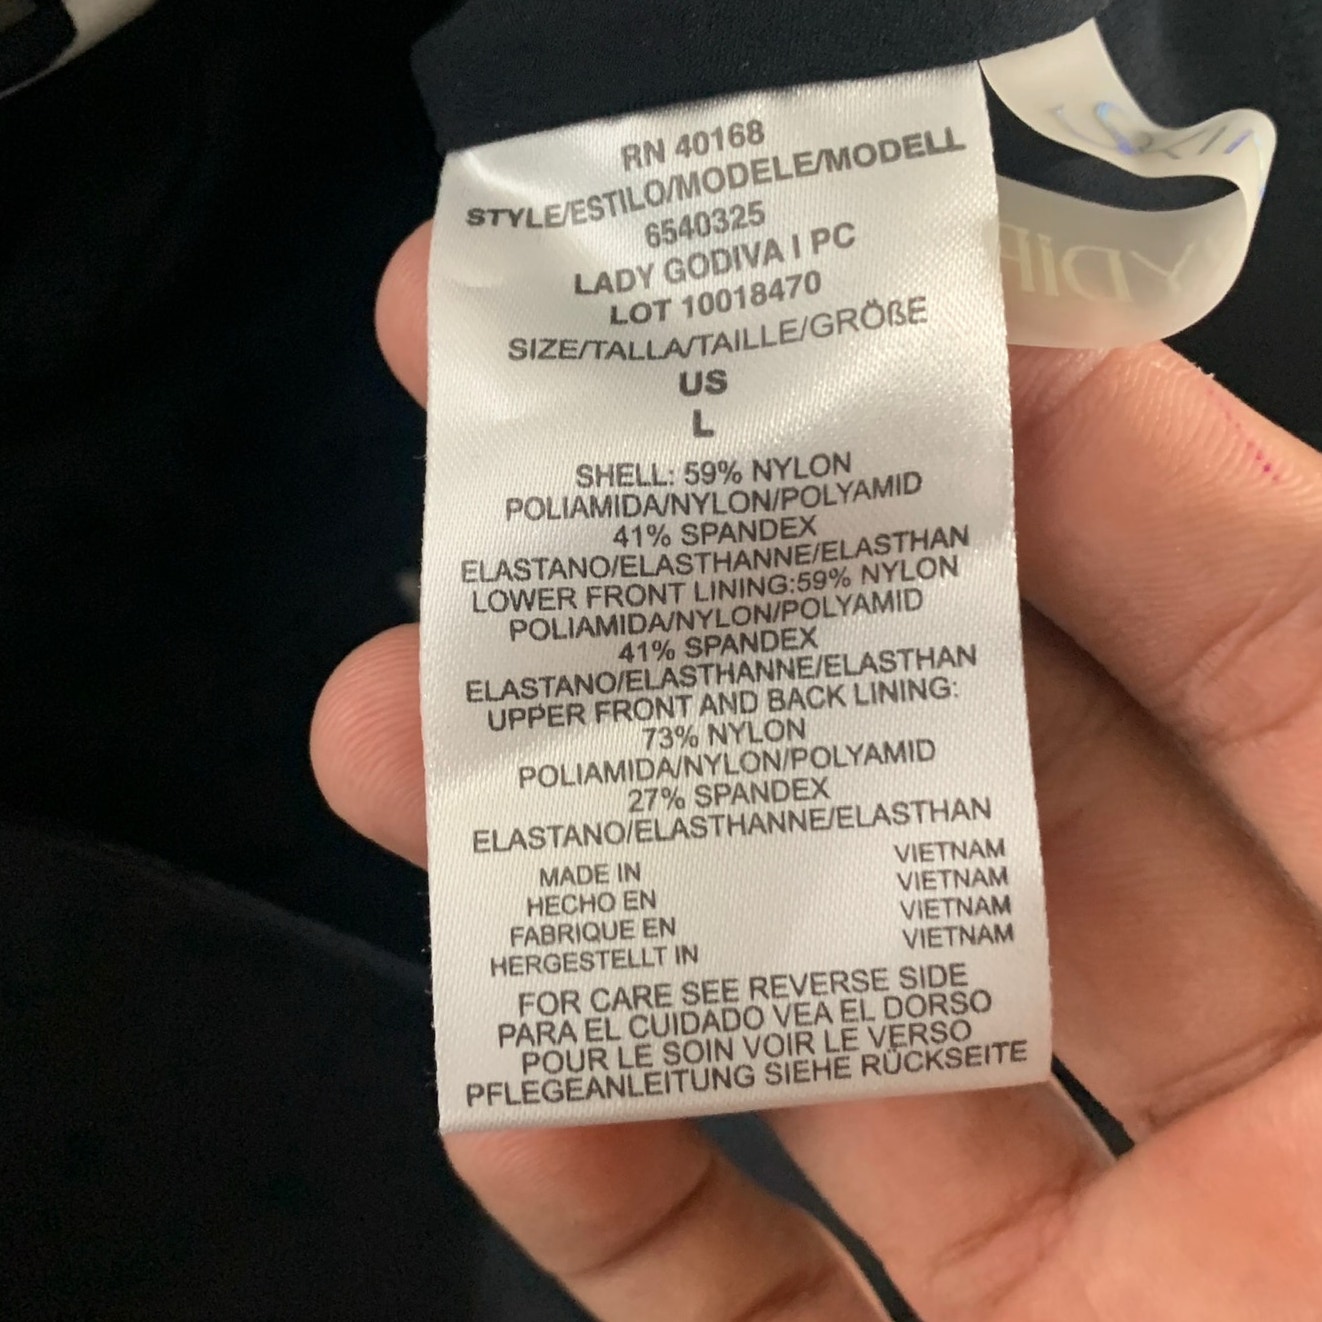 RN 40168
STYLE/ESTILO/MODELE/MODELL
6540325
LADY GODIVA I PC
LOT 10018470
SIZE/TALLA/TAILLE/GRÖßE
US
L
SHELL: 59% NYLON
POLIAMIDA/NYLON/POLYAMID
41% SPANDEX
ELASTANO/ELASTHANNE/ELASTHAN
LOWER FRONT LINING:59% NYLON
POLIAMIDA/NYLON/POLYAMID
41% SPANDEX
ELASTANO/ELASTHANNE/ELASTHAN
UPPER FRONT AND BACK LINING:
73% NYLON
POLIAMIDA/NYLON/POLYAMID
27% SPANDEX
ELASTANO/ELASTHANNE/ELASTHAN
MADE IN VIETNAM
HECHO EN VIETNAM
FABRIQUE EN VIETNAM
HERGESTELLT IN VIETNAM
FOR CARE SEE REVERSE SIDE
PARA EL CUIDADO VEA EL DORSO
POUR LE SOIN VOIR LE VERSO
PFLEGEANLEITUNG SIEHE RÜCKSEITE